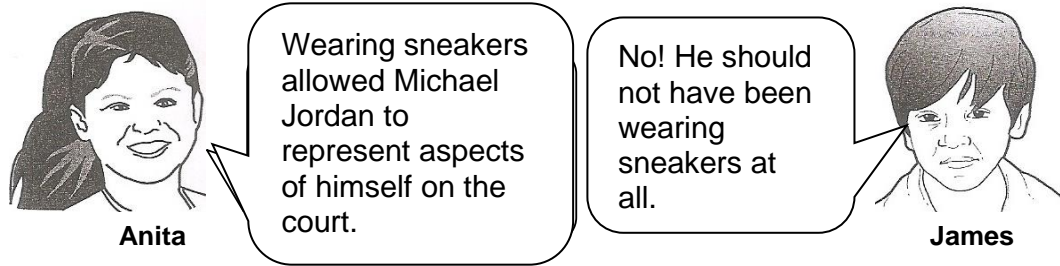 Wearing sneakers
allowed Michael
Jordan to
represent aspects
of himself on the
court.
No! He should
not have been
wearing
sneakers at
all.
Anita
James